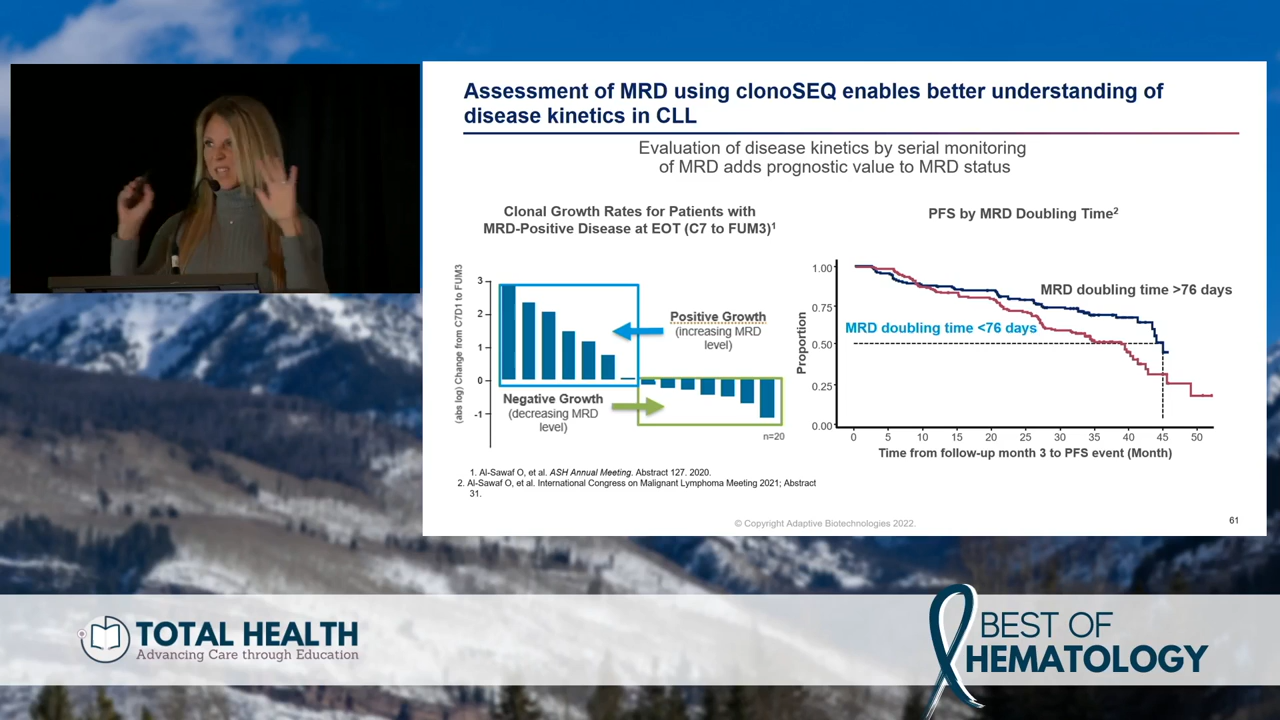 Assessment of MRD using clonoSEQ enables better understanding of
disease kinetics in CLL
Evaluation of disease kinetics by serial monitoring
of MRD adds prognostic value to MRD status
Clonal Growth Rates for Patients with
MRD-Positive Disease at EOT (C7 to FUM3)¹
(abs log) Change from C7D1 to FUM3
3
2
1
0
-1
Positive Growth
(increasing MRD
level)
Negative Growth
(decreasing MRD
level)
n=20
PFS by MRD Doubling Time²
Proportion
1.00
0.75
0.50
0.25
0.00
MRD doubling time >76 days
MRD doubling time <76 days
0 5 10 15 20 25 30 35 40 45 50
Time from follow-up month 3 to PFS event (Month)
1. Al-Sawaf O, et al. ASH Annual Meeting. Abstract 127. 2020.
2. Al-Sawaf O, et al. International Congress on Malignant Lymphoma Meeting 2021; Abstract
31.
© Copyright Adaptive Biotechnologies 2022.
61
TOTAL HEALTH
Advancing Care through Education
BEST OF
HEMATOLOGY